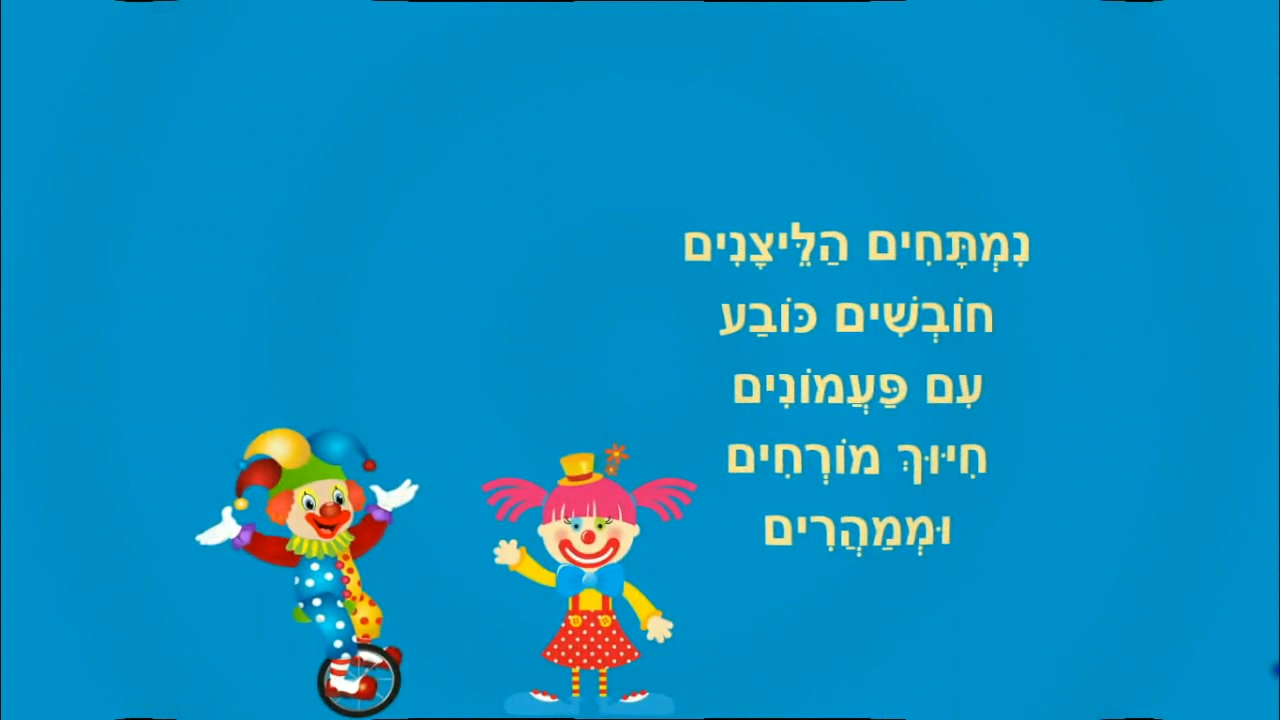 נִמְתָּחִים הַלֵּיצָנִים
חוֹבְשִׁים כּוֹבַע
עִם פַּעֲמוֹנִים
חִיּוּךְ מוֹרְחִים
וּמְמַהֲרִים